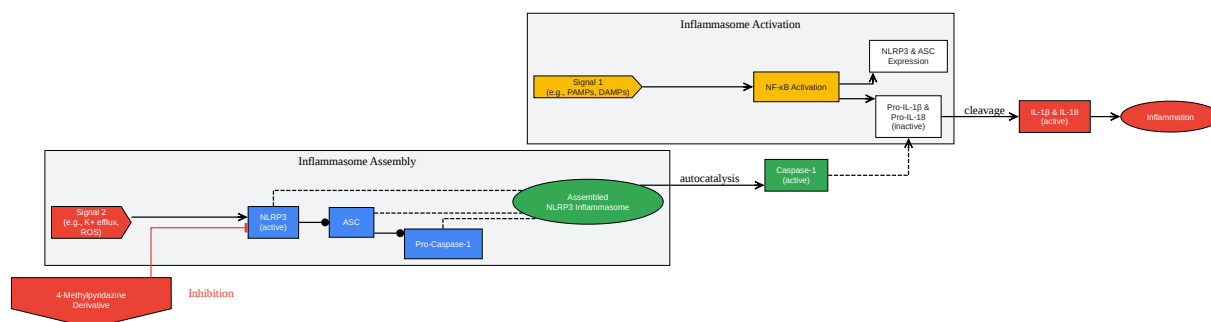 Inflammasome Activation
NLRP3 & ASC
Expression
Signal 1
(e.g., PAMPs, DAMPs)
NF-κB Activation
Pro-IL-1β &
Pro-IL-18
(inactive)
cleavage
IL-1β & IL-18
(active)
Inflammation
Inflammasome Assembly
Caspase-1
(active)
autocatalysis
Assembled
NLRP3 Inflammasome
Signal 2
(e.g., K+ efflux,
ROS)
NLRP3
(active)
ASC
Pro-Caspase-1
4-Methylpyridazine
Derivative
Inhibition